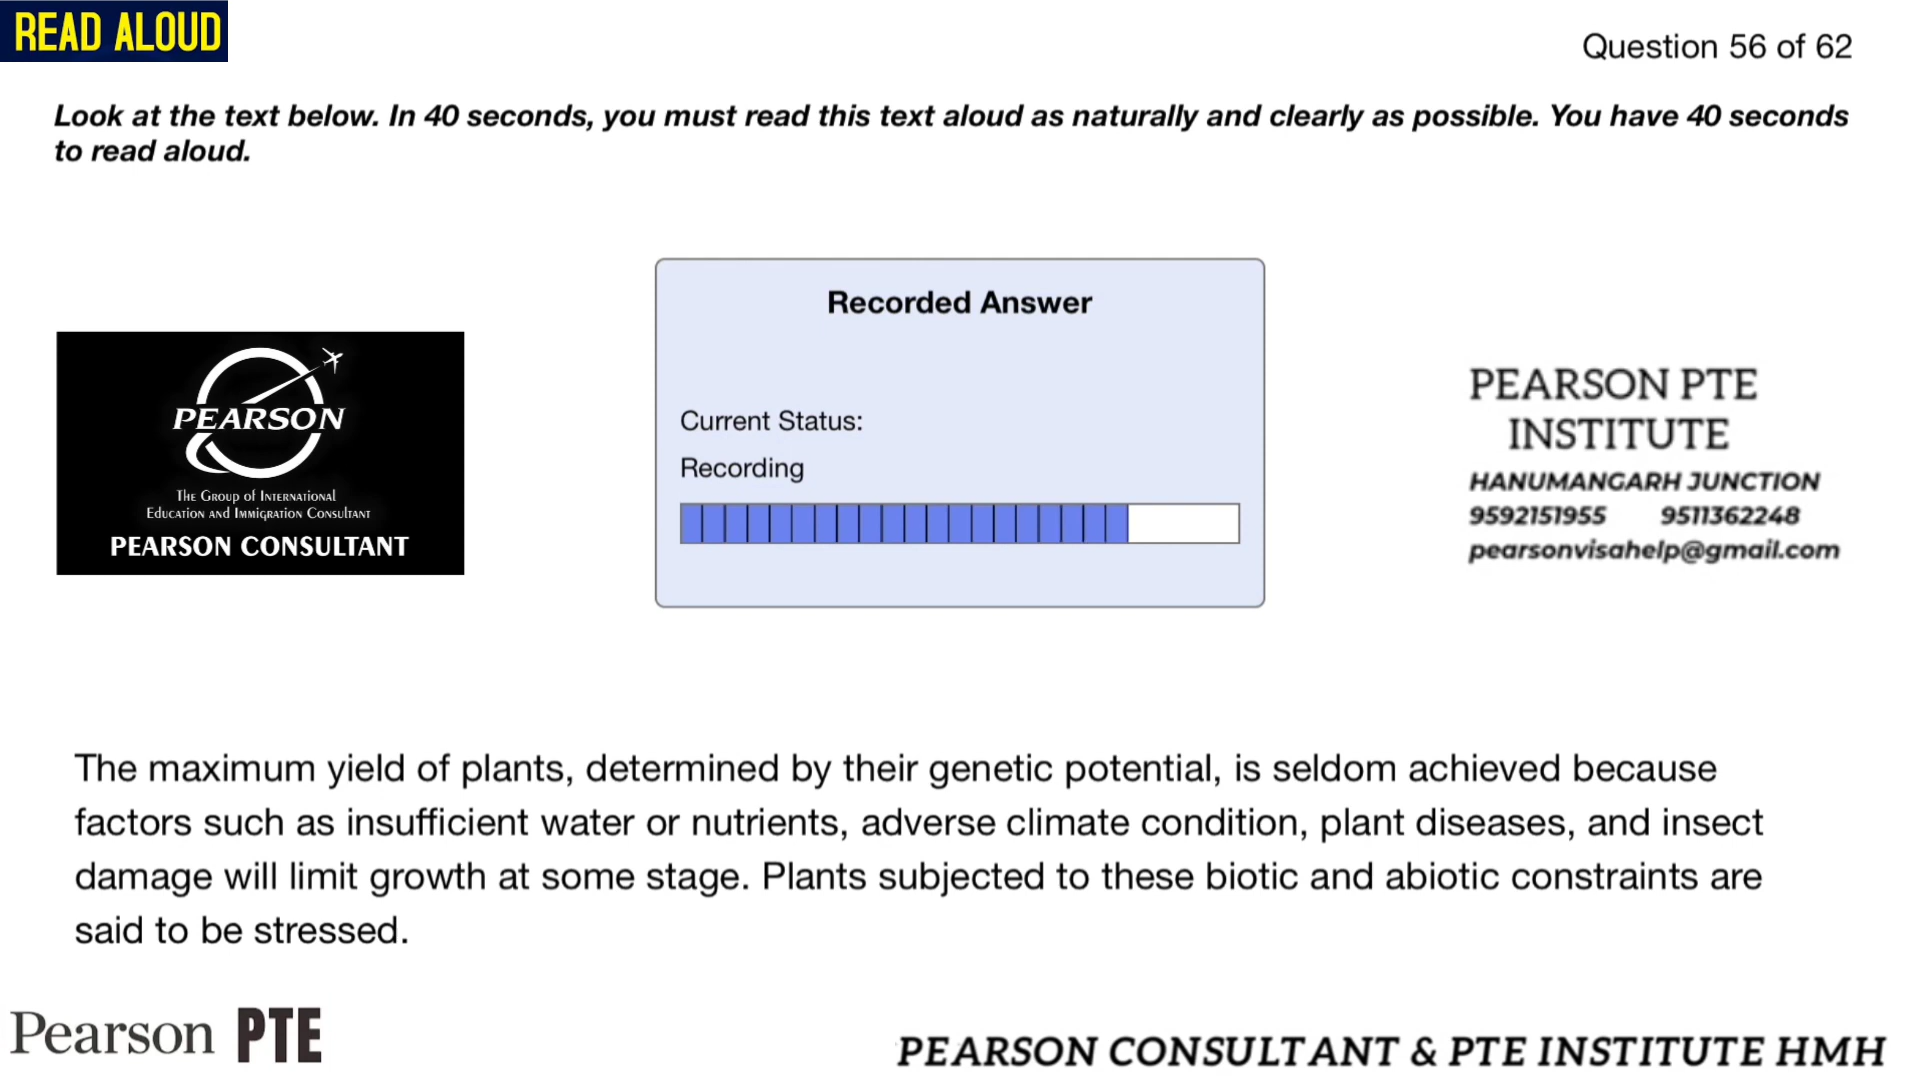 READ ALOUD
Question 56 of 62
Look at the text below. In 40 seconds, you must read this text aloud as naturally and clearly as possible. You have 40 seconds
to read aloud.
Recorded Answer
Current Status:
Recording
PEARSON
The Group of International
Education and Immigration Consultant
PEARSON CONSULTANT
PEARSON PTE
INSTITUTE
HANUMANGARH JUNCTION
9592151955 9511362248
pearsonvisahelp@gmail.com
The maximum yield of plants, determined by their genetic potential, is seldom achieved because
factors such as insufficient water or nutrients, adverse climate condition, plant diseases, and insect
damage will limit growth at some stage. Plants subjected to these biotic and abiotic constraints are
said to be stressed.
Pearson PTE
PEARSON CONSULTANT & PTE INSTITUTE HMH